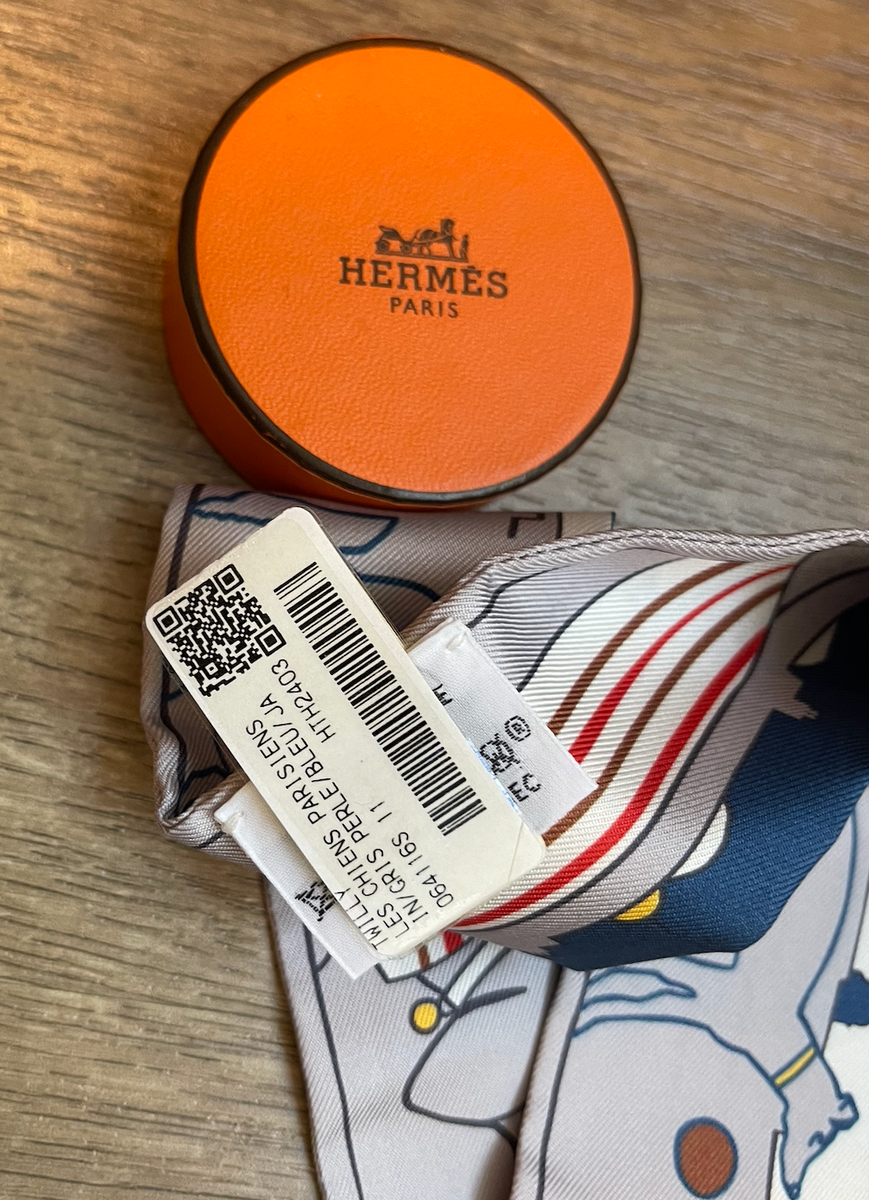 HERMÈS
PARIS
TWILLY
LES CHIENS PARISIENS
IN/GRIS PERLE/BLEU/JA
064116S 11 HTH2403